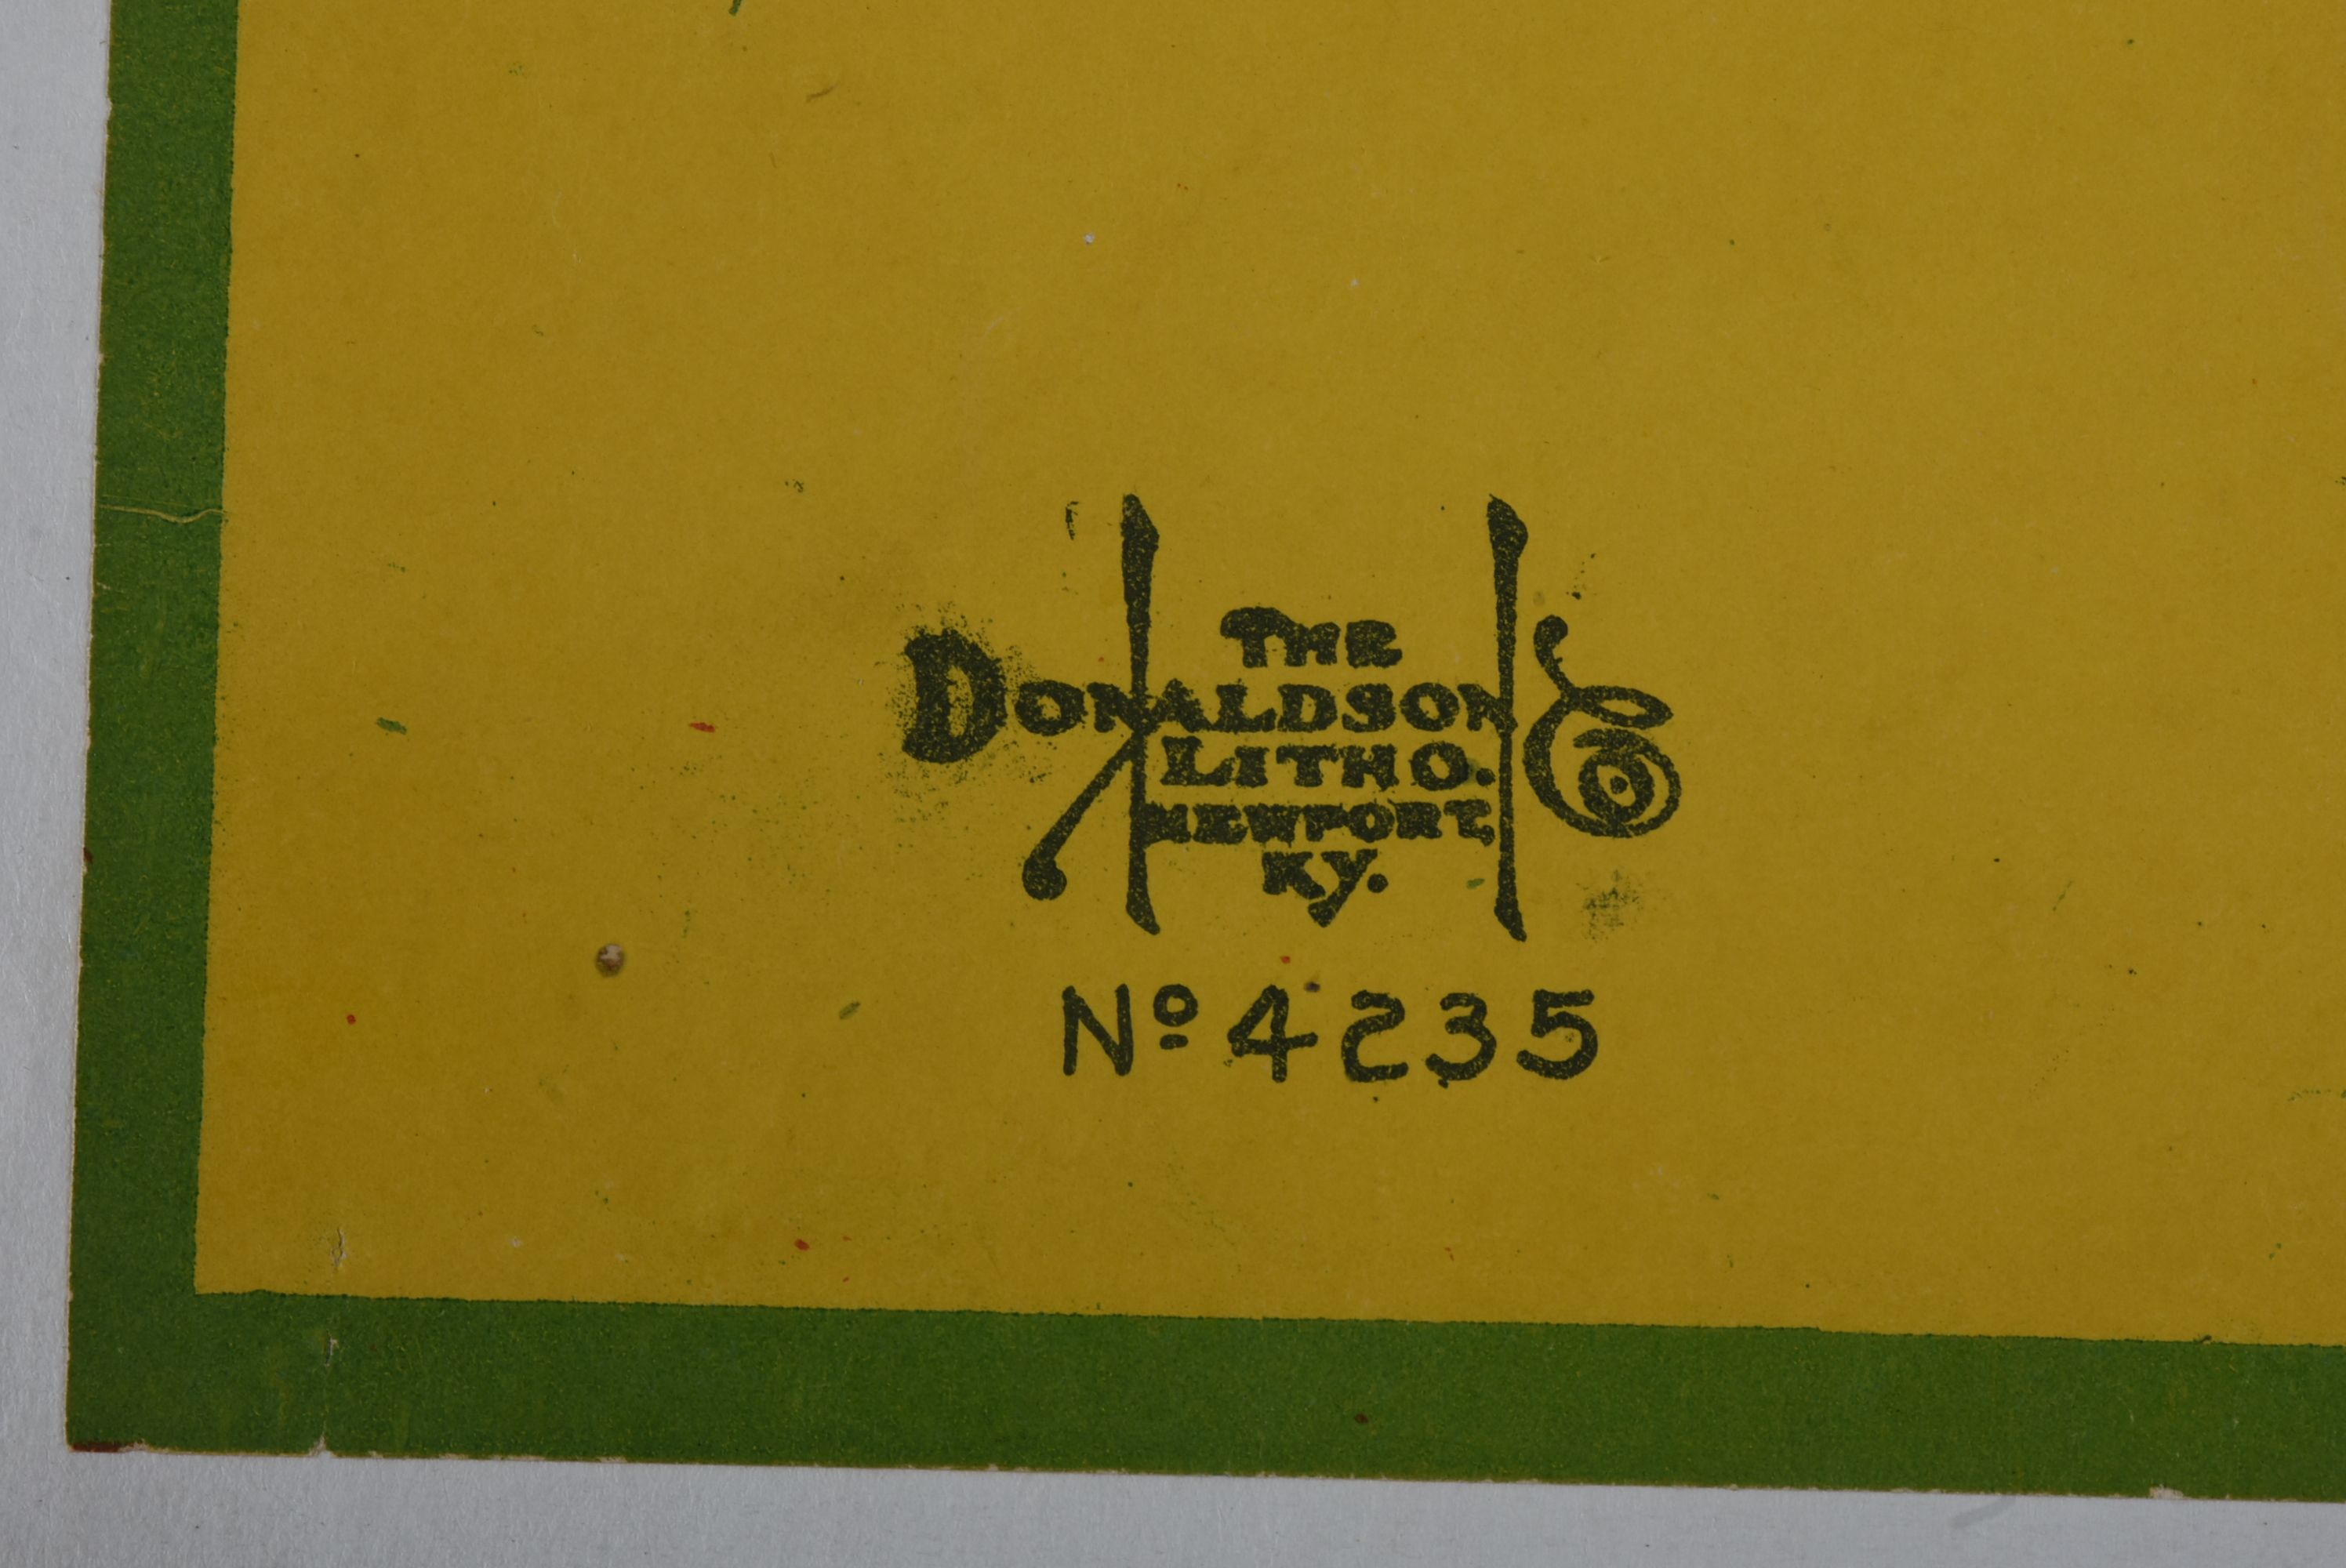 THE
DONALDSON
LITHO. Co
NEWPORT,
KY.
Nº 4235